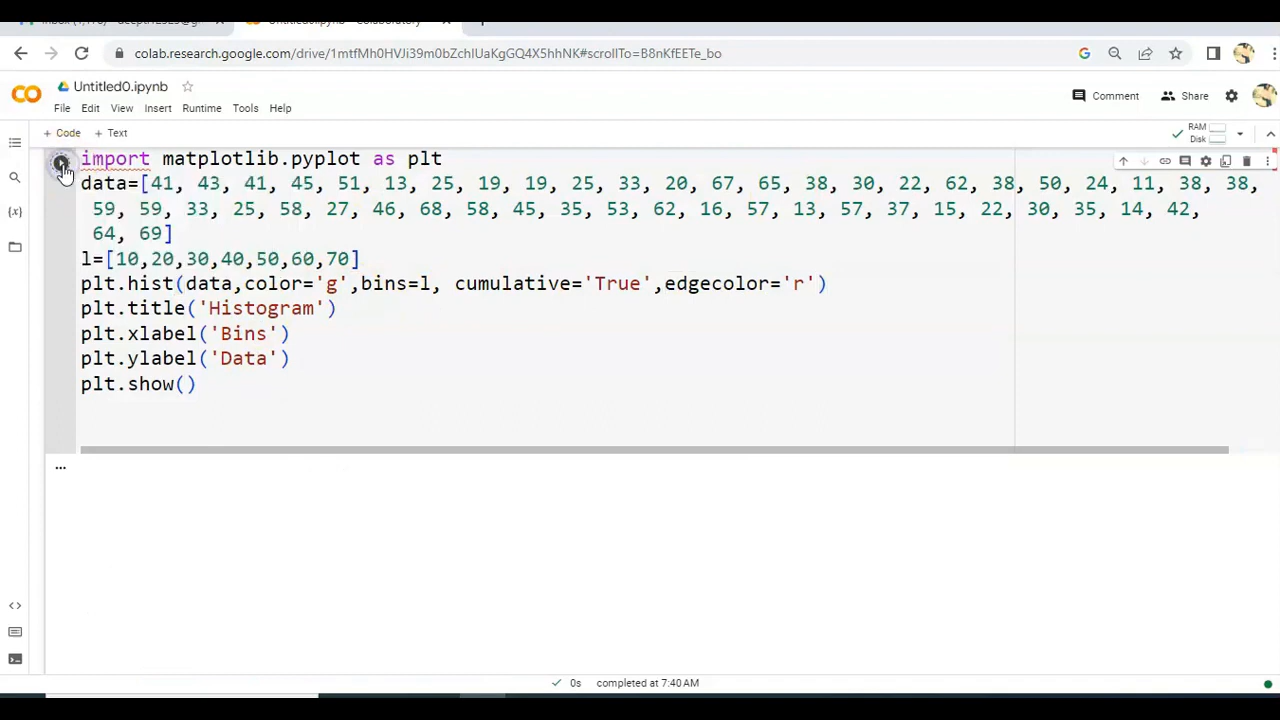 colab.research.google.com/drive/1mtfMh0HVJi39m0bZchIUaKgGQ4X5hhNK#scrollTo=B8nKfEETe_bo
Untitled0.ipynb
Comment
Share
File Edit View Insert Runtime Tools Help
+ Code + Text
RAM
Disk
import matplotlib.pyplot as plt
data=[41, 43, 41, 45, 51, 13, 25, 19, 19, 25, 33, 20, 67, 65, 38, 30, 22, 62, 38, 50, 24, 11, 38, 38,
59, 59, 33, 25, 58, 27, 46, 68, 58, 45, 35, 53, 62, 16, 57, 13, 57, 37, 15, 22, 30, 35, 14, 42,
64, 69]
l=[10,20,30,40,50,60,70]
plt.hist(data,color='g',bins=l, cumulative='True',edgecolor='r')
plt.title('Histogram')
plt.xlabel('Bins')
plt.ylabel('Data')
plt.show()
...
0s completed at 7:40 AM